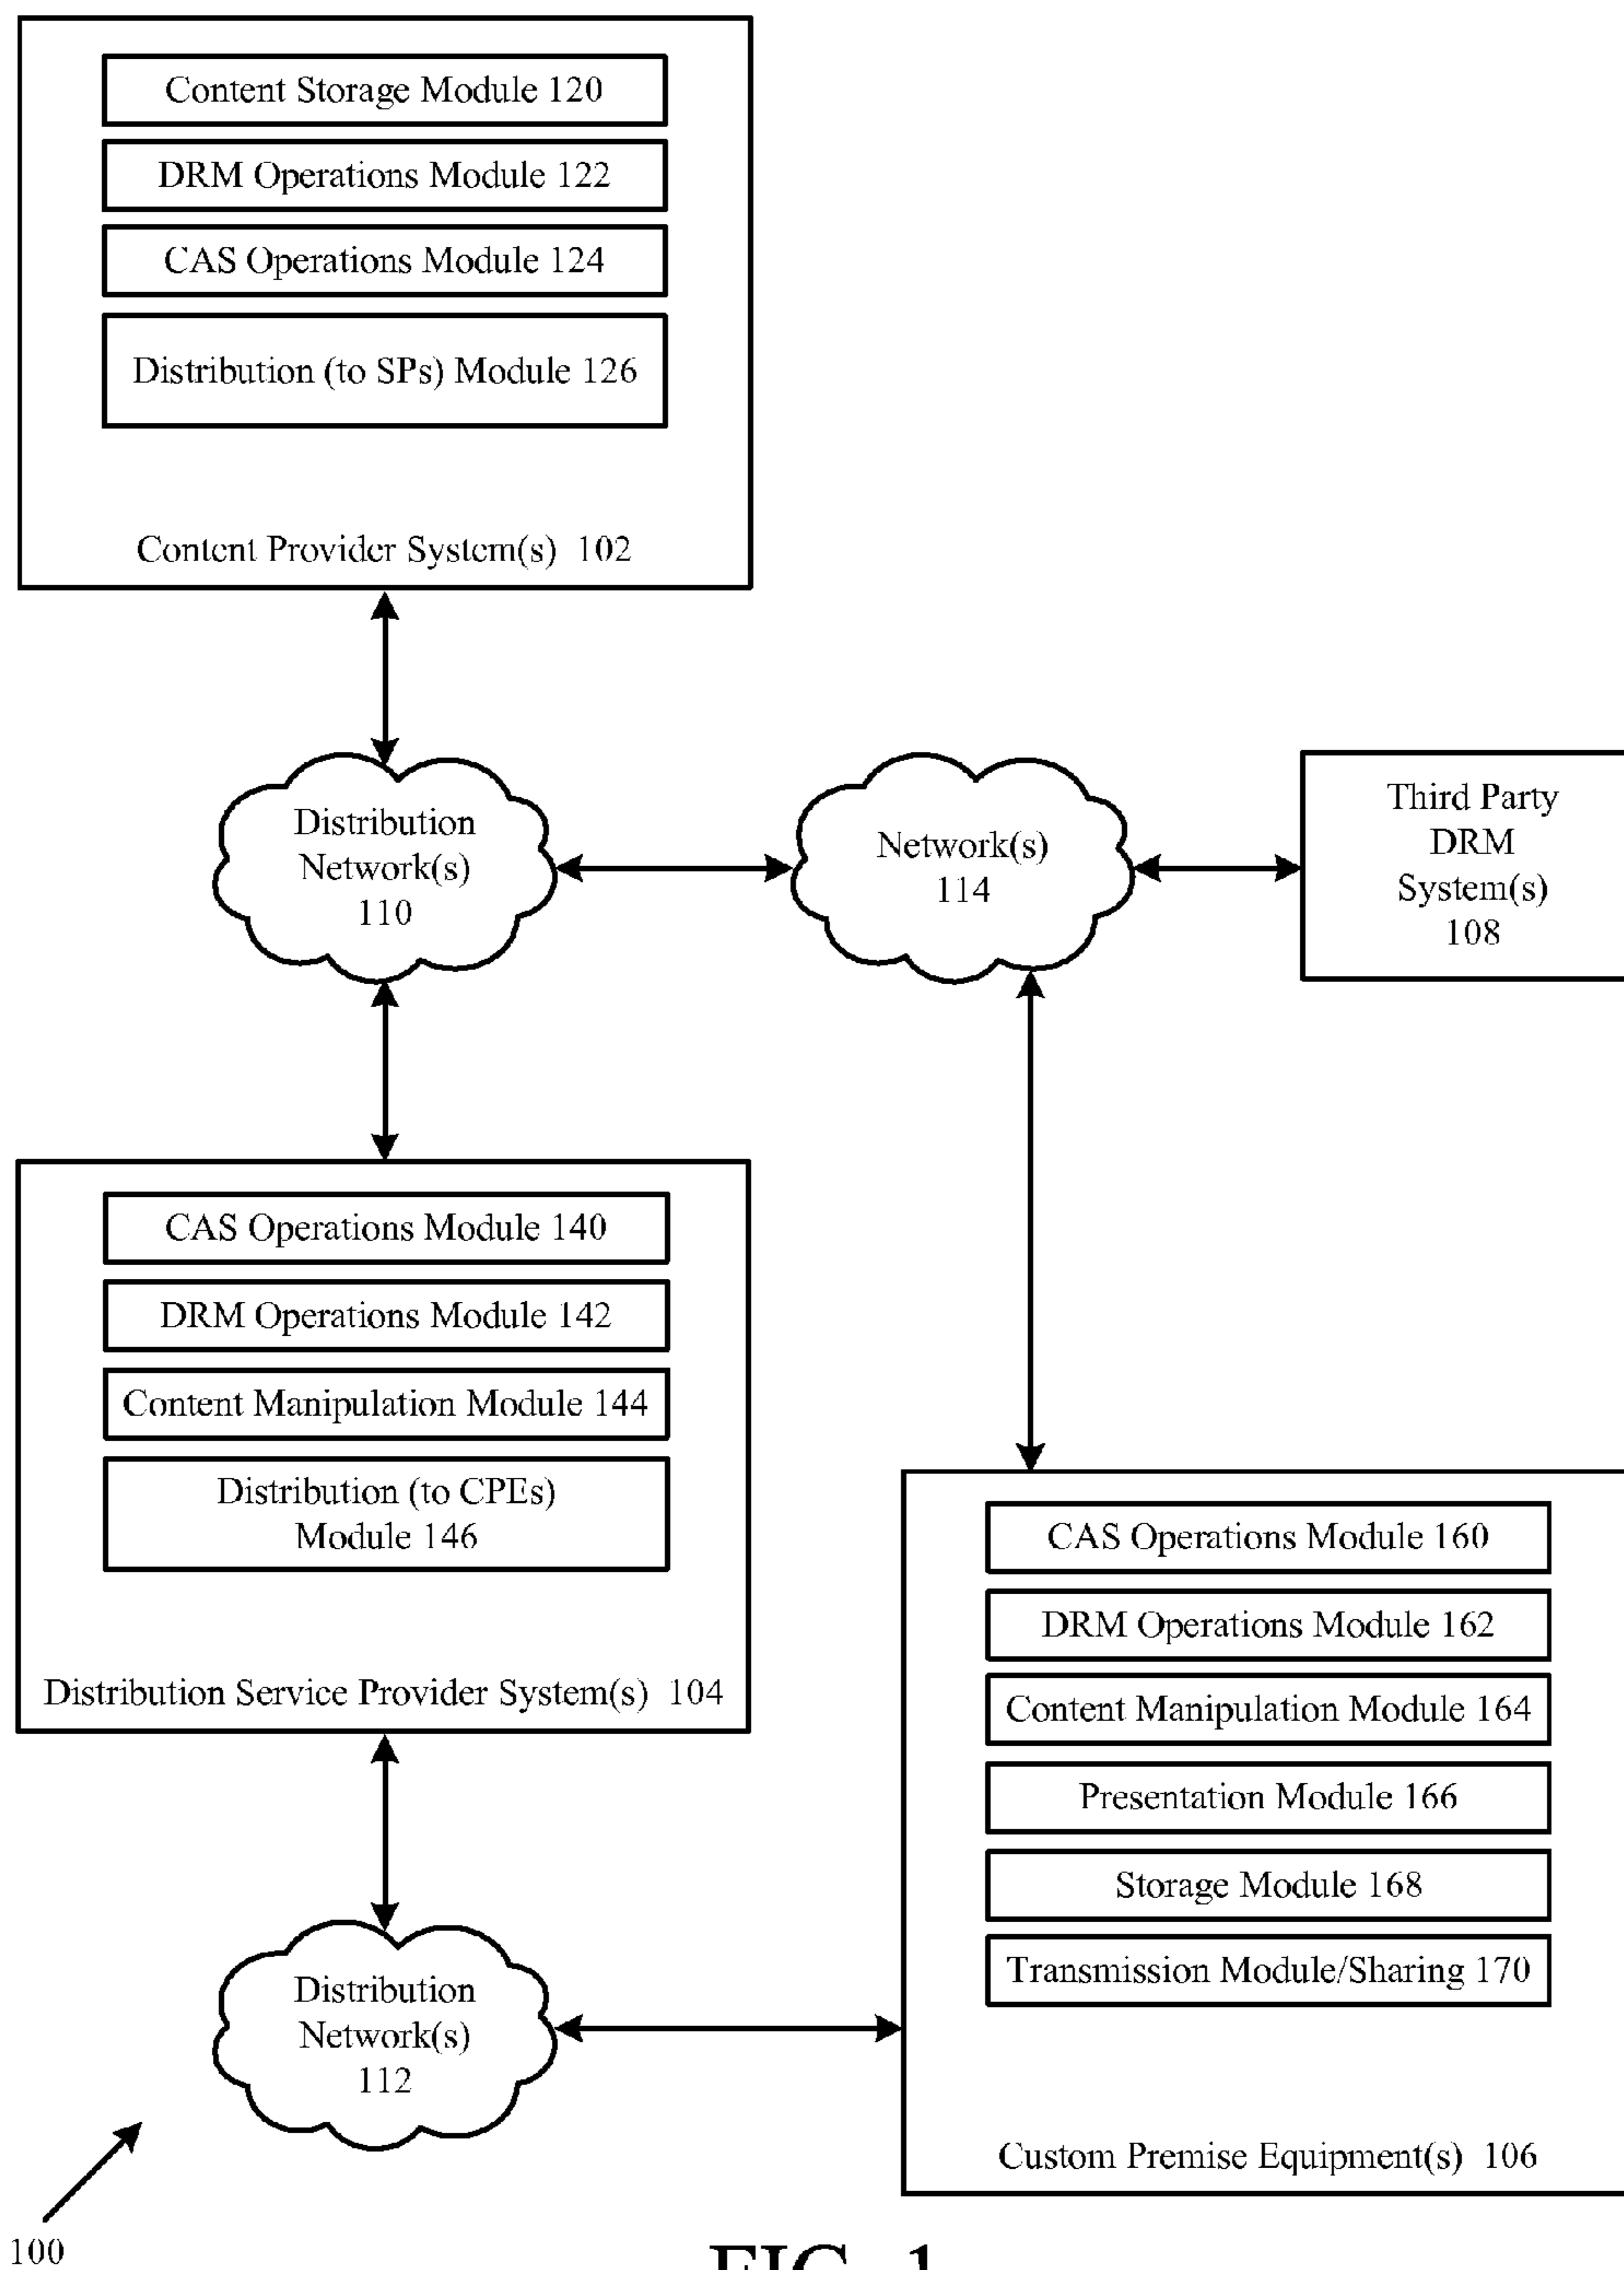 Content Storage Module 120
DRM Operations Module 122
CAS Operations Module 124
Distribution (to SPs) Module 126
Content Provider System(s) 102
Distribution
Network(s)
110
Network(s)
114
Third Party
DRM
System(s)
108
CAS Operations Module 140
DRM Operations Module 142
Content Manipulation Module 144
Distribution (to CPEs)
Module 146
Distribution Service Provider System(s) 104
CAS Operations Module 160
DRM Operations Module 162
Content Manipulation Module 164
Presentation Module 166
Storage Module 168
Transmission Module/Sharing 170
Custom Premise Equipment(s) 106
Distribution
Network(s)
112
100
FIG. 1